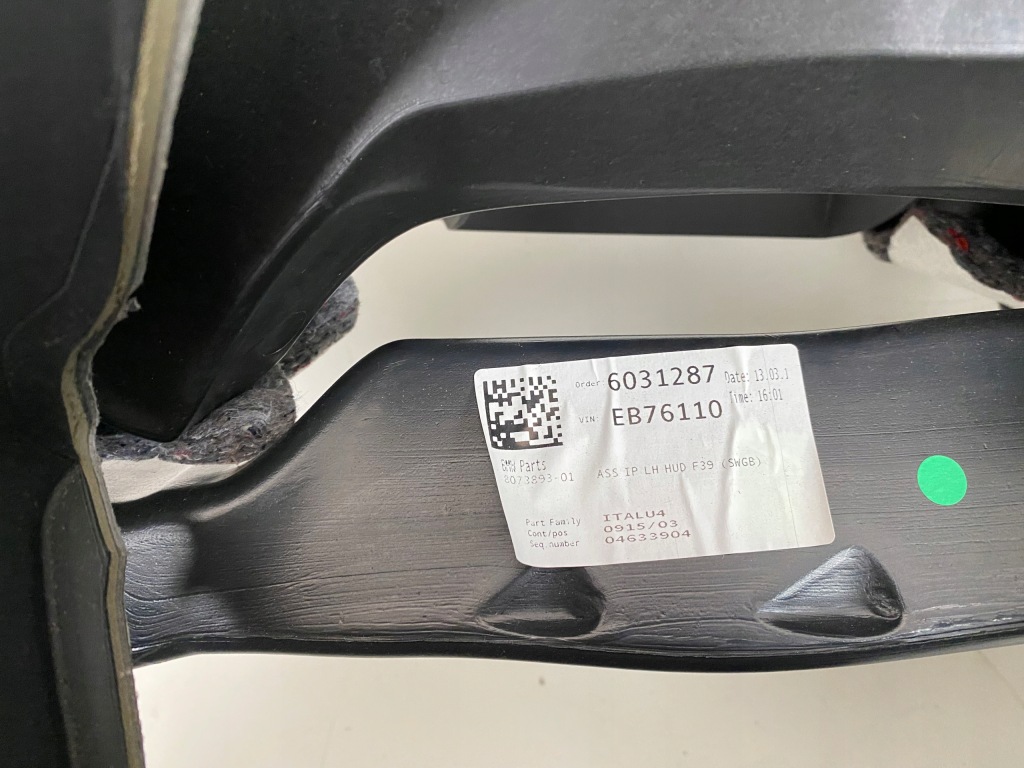 Order 6031287 Date: 13.03.1
VIN: EB76110 Time: 16:01
BMW Parts
8073893-01 ASS IP LH HUD F39 (SWGB)
Part Family ITALU4
Cont/pos 0915/03
Seq.number 04633904